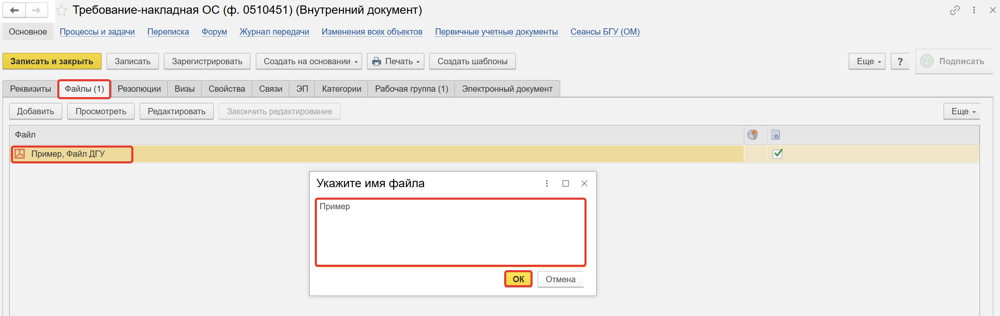 Требование-накладная ОС (ф. 0510451) (Внутренний документ)
Основное Процессы и задачи Переписка Форум Журнал передачи Изменения всех объектов Первичные учетные документы Сеансы БГУ (ОМ)
Записать и закрыть Записать Зарегистрировать Создать на основании Печать Создать шаблоны Еще ? Подписать
Реквизиты Файлы (1) Резолюции Визы Свойства Связи ЭП Категории Рабочая группа (1) Электронный документ
Добавить Просмотреть Редактировать Закончить редактирование Еще
Файл
Пример, Файл ДГУ
Укажите имя файла
Пример
ОК Отмена